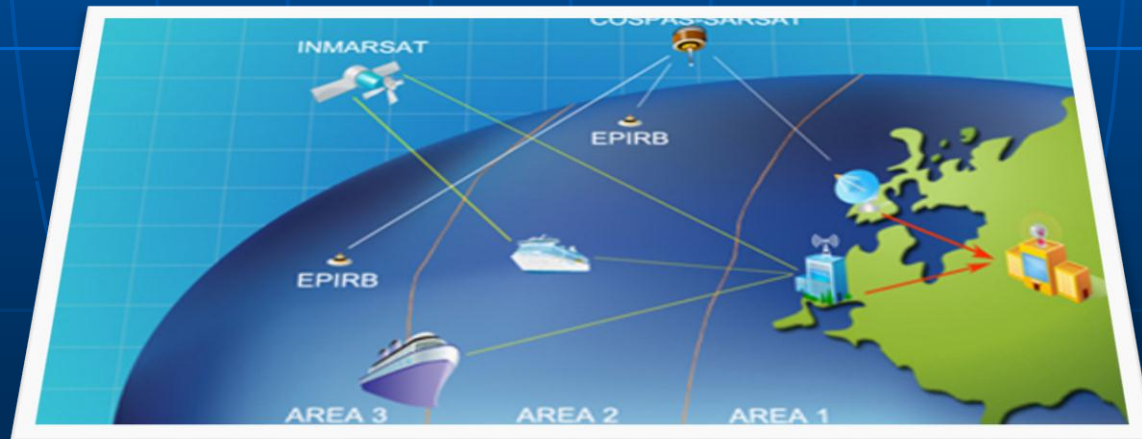 COSPAS-SARSAT
INMARSAT
EPIRB
EPIRB
AREA 3
AREA 2
AREA 1